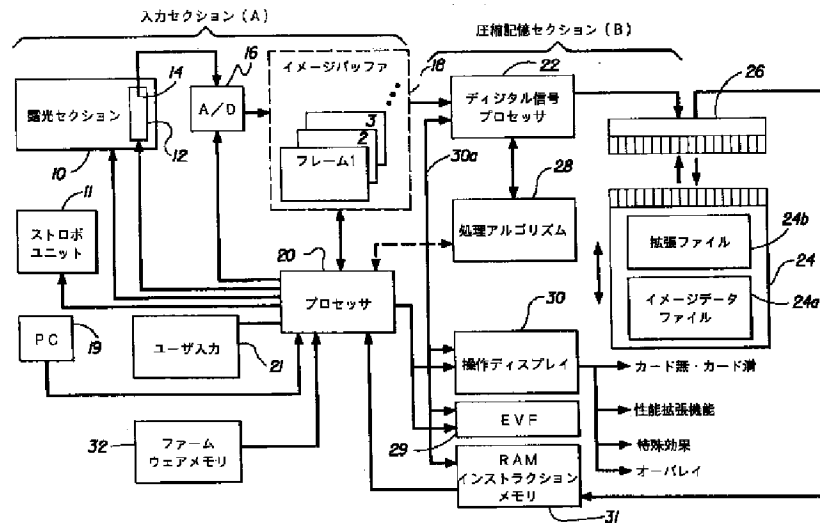 入力セクション(A)
圧縮記憶セクション(B)
14
16
A/D
イメージバッファ
18
22
ディジタル信号
プロセッサ
26
露光セクション
12
10
3
2
フレーム1
30a
28
11
ストロボ
ユニット
処理アルゴリズム
拡張ファイル
24b
24
イメージデータ
ファイル
24a
20
プロセッサ
30
操作ディスプレイ
カード無・カード満
PC
19
ユーザ入力
21
性能拡張機能
EVF
29
特殊効果
オーバレイ
32
ファーム
ウェアメモリ
RAM
インストラクション
メモリ
31